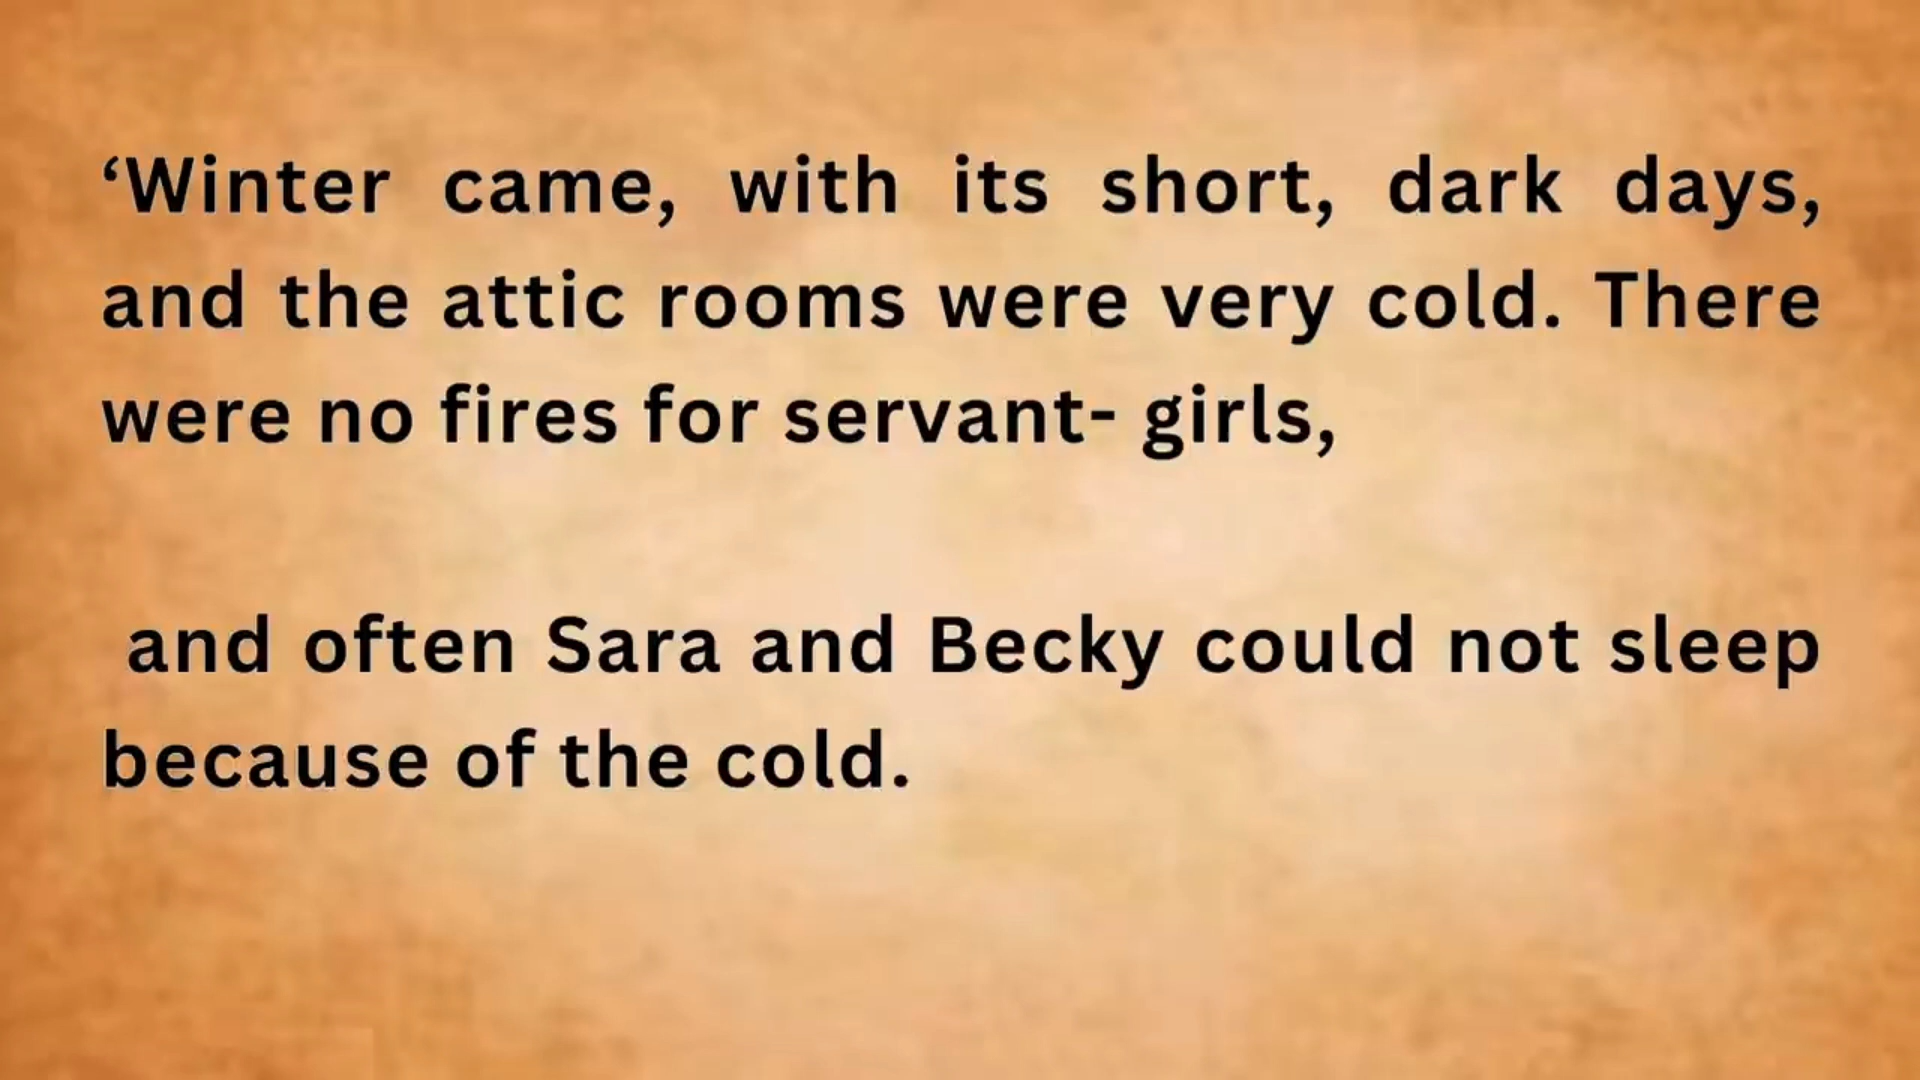 ‘Winter came, with its short, dark days,
and the attic rooms were very cold. There
were no fires for servant- girls,
and often Sara and Becky could not sleep
because of the cold.